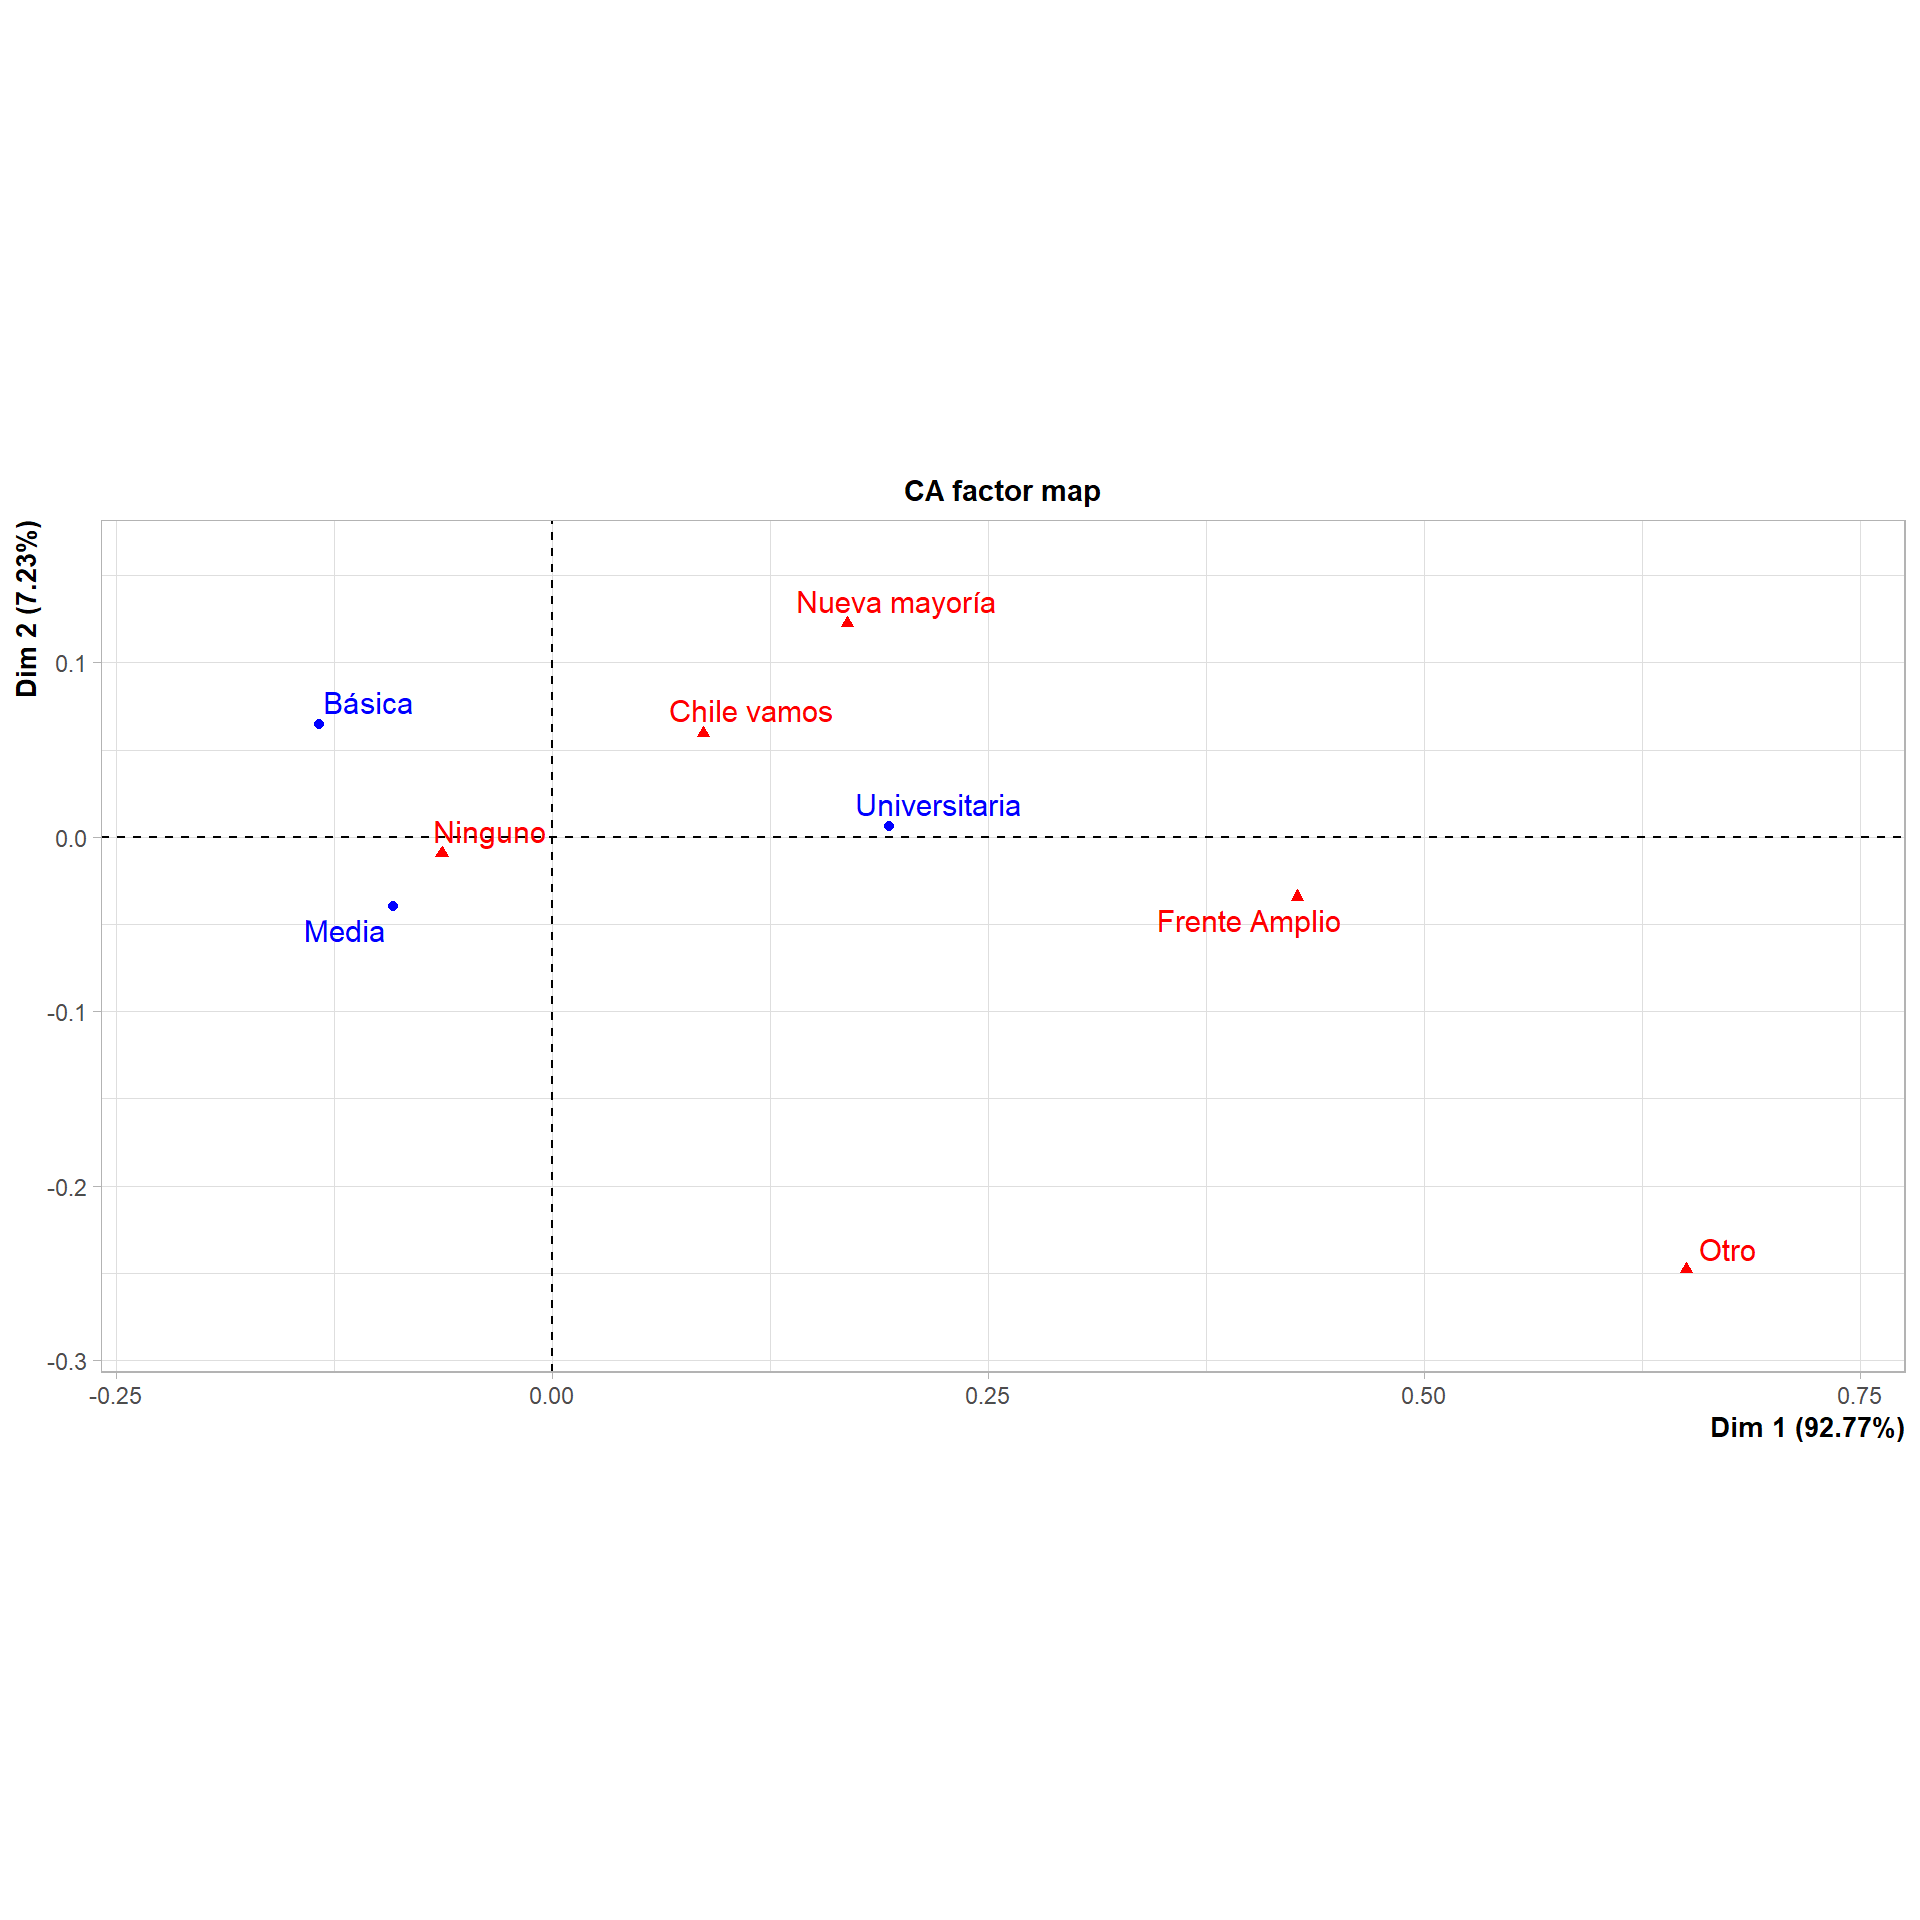 CA factor map
Dim 2 (7.23%)
Nueva mayoría
0.1
Básica
Chile vamos
Universitaria
0.0
Ninguno
Media
Frente Amplio
-0.1
-0.2
Otro
-0.3
-0.25
0.00
0.25
0.50
0.75
Dim 1 (92.77%)